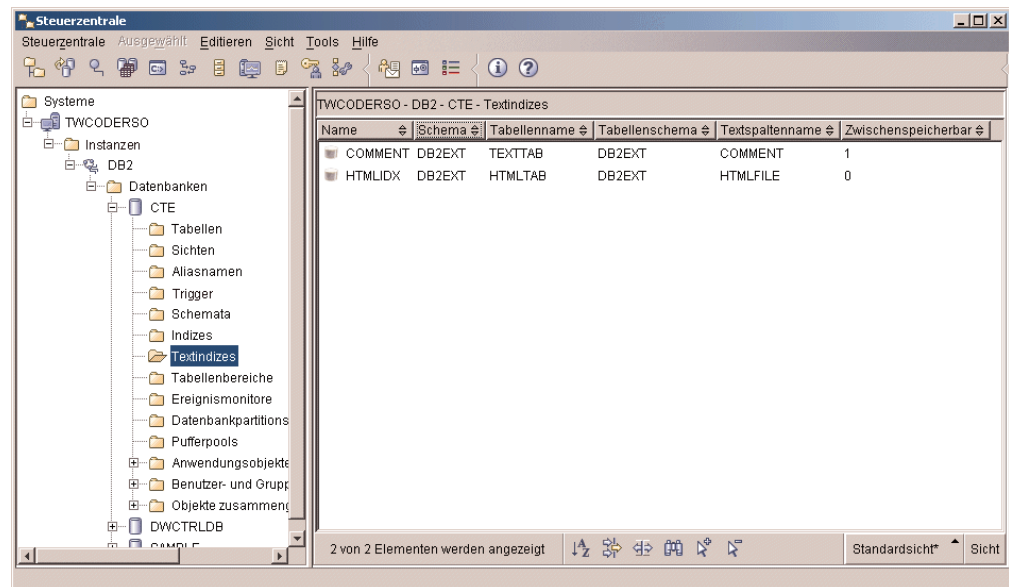 Steuerzentrale
Steuerzentrale Ausgewählt Editieren Sicht Tools Hilfe
Systeme
TWCODERSO
Instanzen
DB2
Datenbanken
CTE
Tabellen
Sichten
Aliasnamen
Trigger
Schemata
Indizes
Textindizes
Tabellenbereiche
Ereignismonitore
Datenbankpartitions
Pufferpools
Anwendungsobjekte
Benutzer- und Grupp
Objekte zusammeng
DWCTRLDB
SAMPLE
TWCODERSO - DB2 - CTE - Textindizes
Name Schema Tabellenname Tabellenschema Textspaltenname Zwischenspeicherbar
COMMENT DB2EXT TEXTTAB DB2EXT COMMENT 1
HTMLIDX DB2EXT HTMLTAB DB2EXT HTMLFILE 0
2 von 2 Elementen werden angezeigt Standardsicht* Sicht